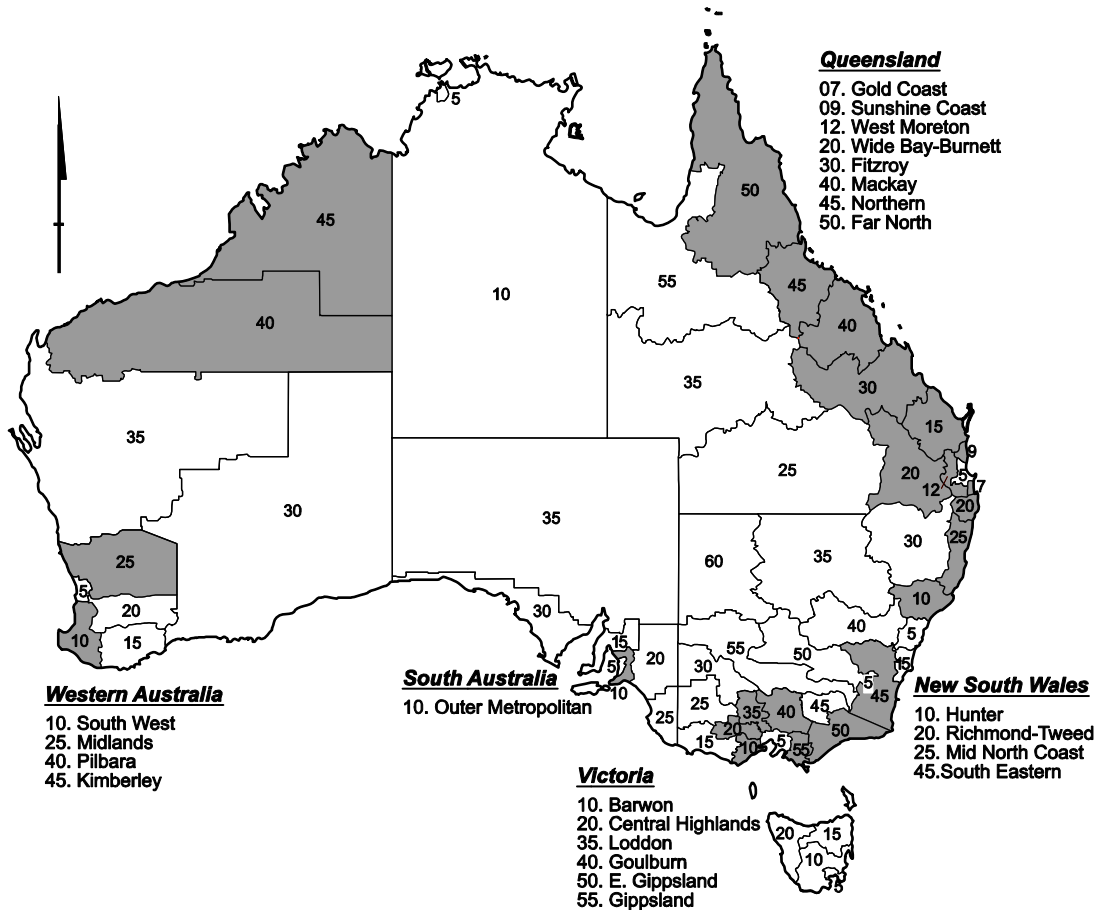 Queensland
07. Gold Coast
09. Sunshine Coast
12. West Moreton
20. Wide Bay-Burnett
30. Fitzroy
40. Mackay
45. Northern
50. Far North
5
50
45
55
45
10
40
40
35
30
15
35
9
25
20
5
12
7
20
30
35
25
30
35
60
25
5
20
10
30
10
15
40
5
15
55
50
15
20
30
5
5
45
10
25
25
35
40
45
50
20
15
10
5
55
Western Australia
10. South West
25. Midlands
40. Pilbara
45. Kimberley
South Australia
10. Outer Metropolitan
New South Wales
10. Hunter
20. Richmond-Tweed
25. Mid North Coast
45.South Eastern
Victoria
10. Barwon
20. Central Highlands
35. Loddon
40. Goulburn
50. E. Gippsland
55. Gippsland
20
15
10
5